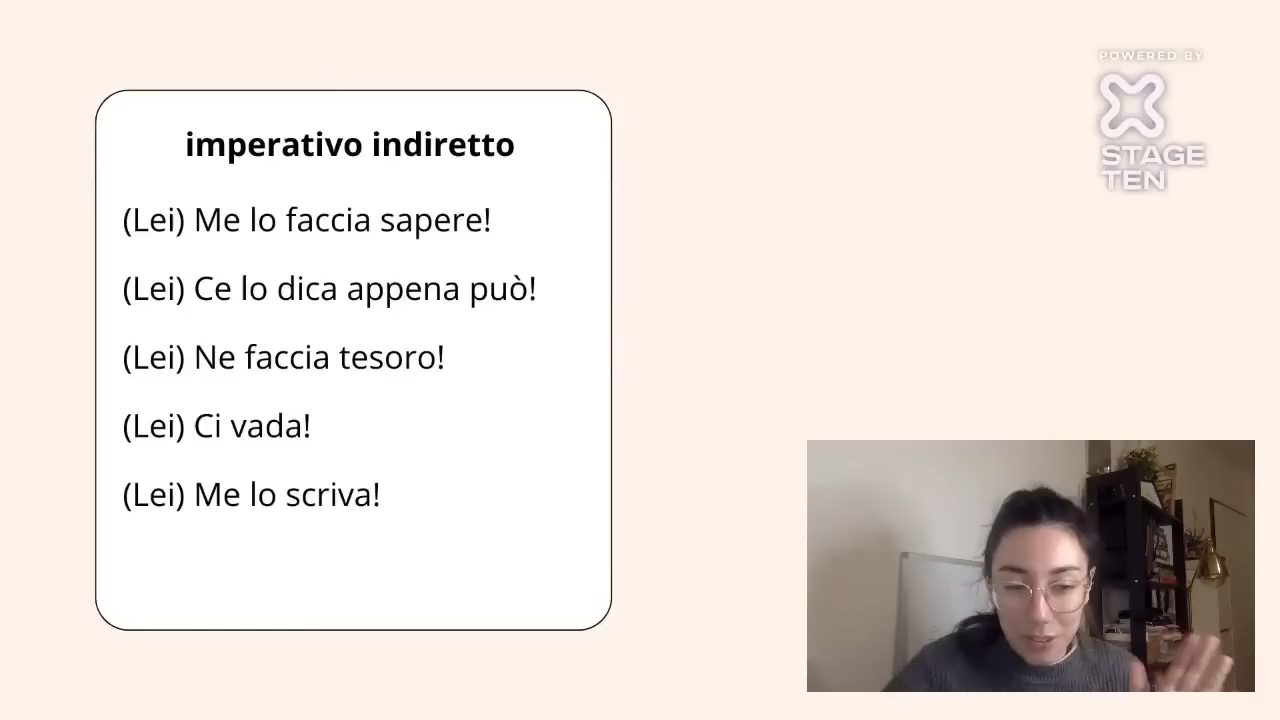 imperativo indiretto
(Lei) Me lo faccia sapere!
(Lei) Ce lo dica appena può!
(Lei) Ne faccia tesoro!
(Lei) Ci vada!
(Lei) Me lo scriva!
POWERED BY
STAGE
TEN